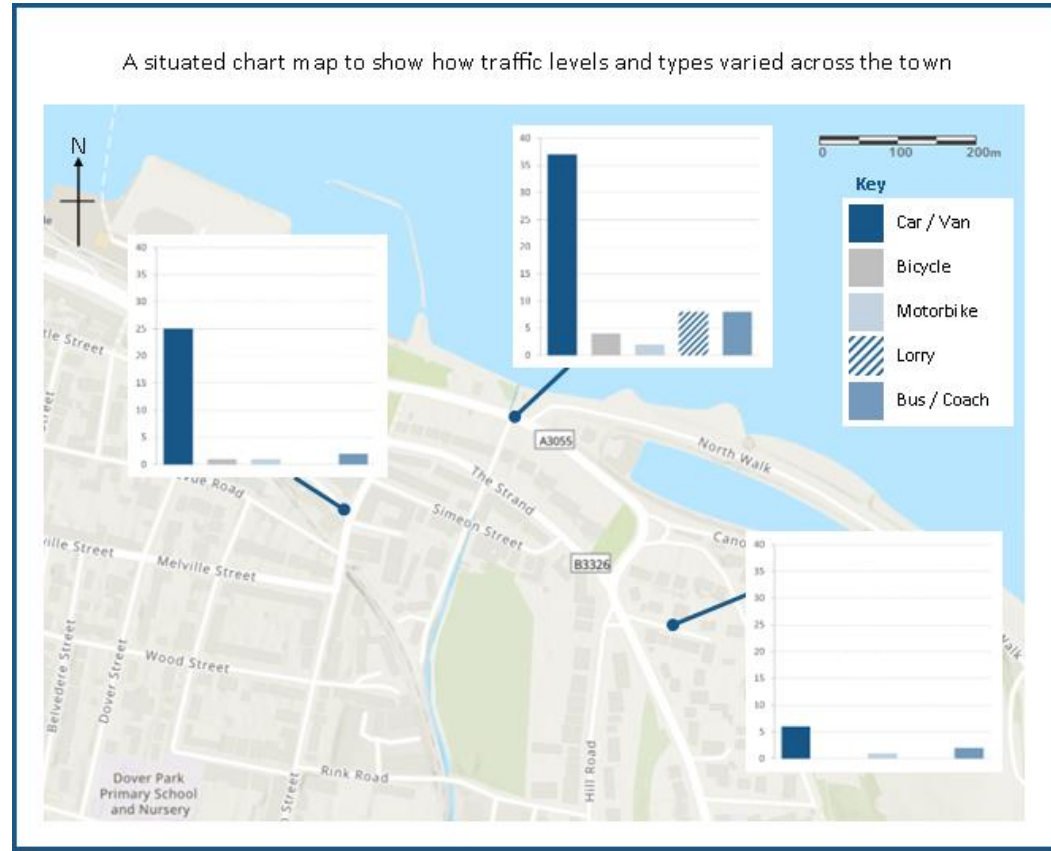 A situated chart map to show how traffic levels and types varied across the town
N
0 100 200m
Key
Car / Van
Bicycle
Motorbike
Lorry
Bus / Coach
40
35
30
25
20
15
10
5
0
40
35
30
25
20
15
10
5
0
40
35
30
25
20
15
10
5
0
tle Street
Street
Street
vue Road
ville Street
Melville Street
Wood Street
Belvedere Street
Dover Street
Rink Road
Dover Park
Primary School
and Nursery
Street
Simeon Street
The Strand
A3055
North Walk
B3326
Cano
Hill Road
Walk